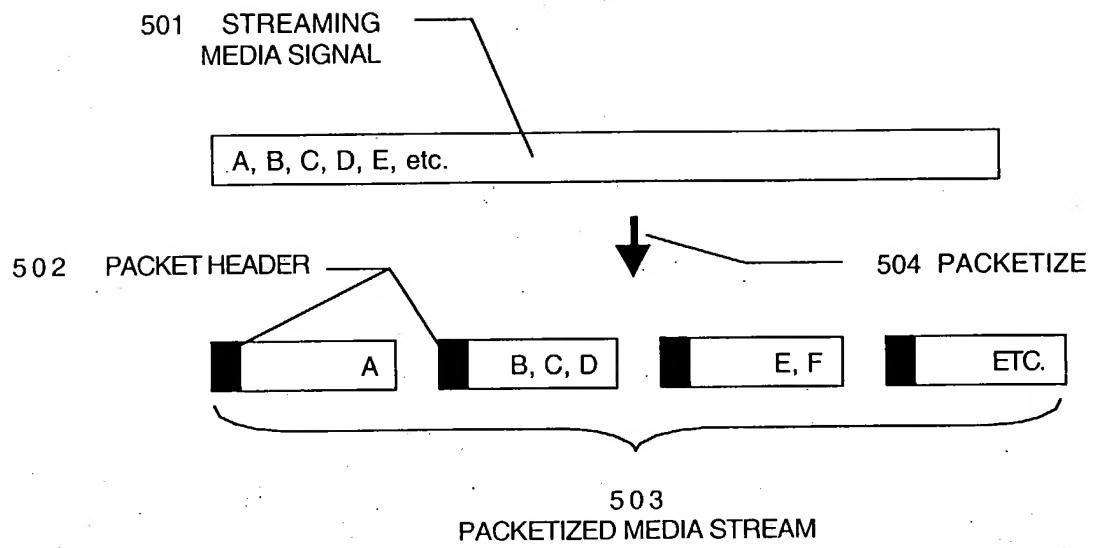 501 STREAMING
MEDIA SIGNAL
A, B, C, D, E, etc.
502 PACKET HEADER
504 PACKETIZE
A
B, C, D
E, F
ETC.
503
PACKETIZED MEDIA STREAM